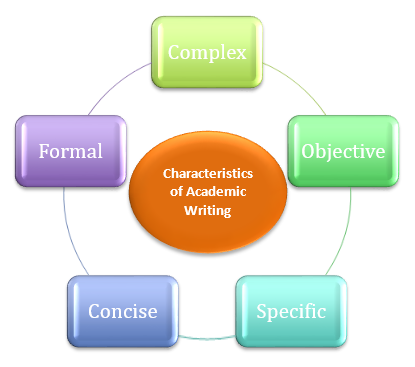 Complex
Formal
Objective
Characteristics
of Academic
Writing
Concise
Specific